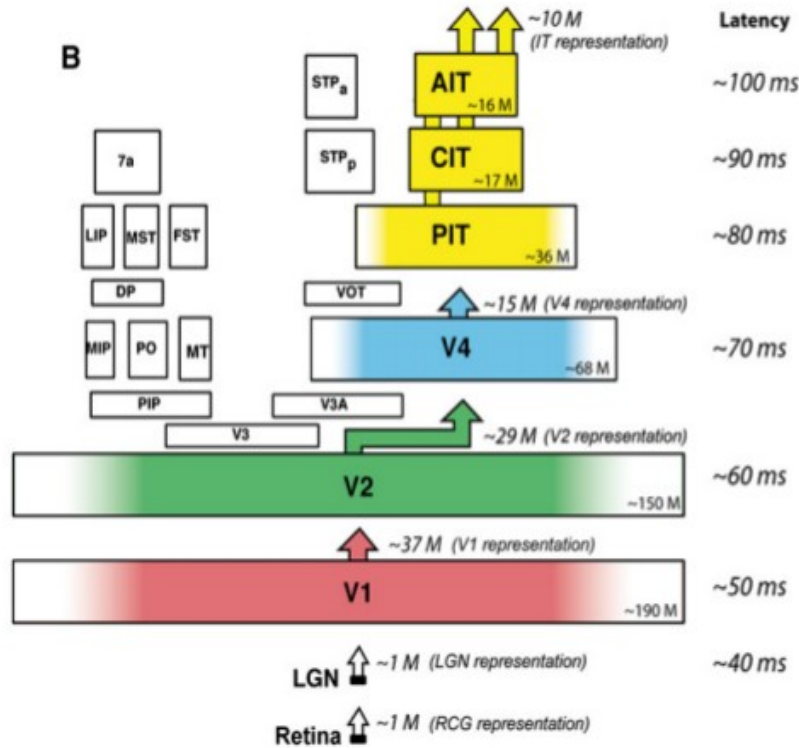 B
~10 M
(IT representation)
Latency
STPa
AIT
~16 M
~100 ms
7a
STPp
CIT
~17 M
~90 ms
LIP
MST
FST
PIT
~36 M
~80 ms
DP
VOT
~15 M (V4 representation)
MIP
PO
MT
V4
~68 M
~70 ms
PIP
V3A
V3
~29 M (V2 representation)
V2
~150 M
~60 ms
~37 M (V1 representation)
V1
~190 M
~50 ms
LGN
~1 M (LGN representation)
~40 ms
Retina
~1 M (RCG representation)